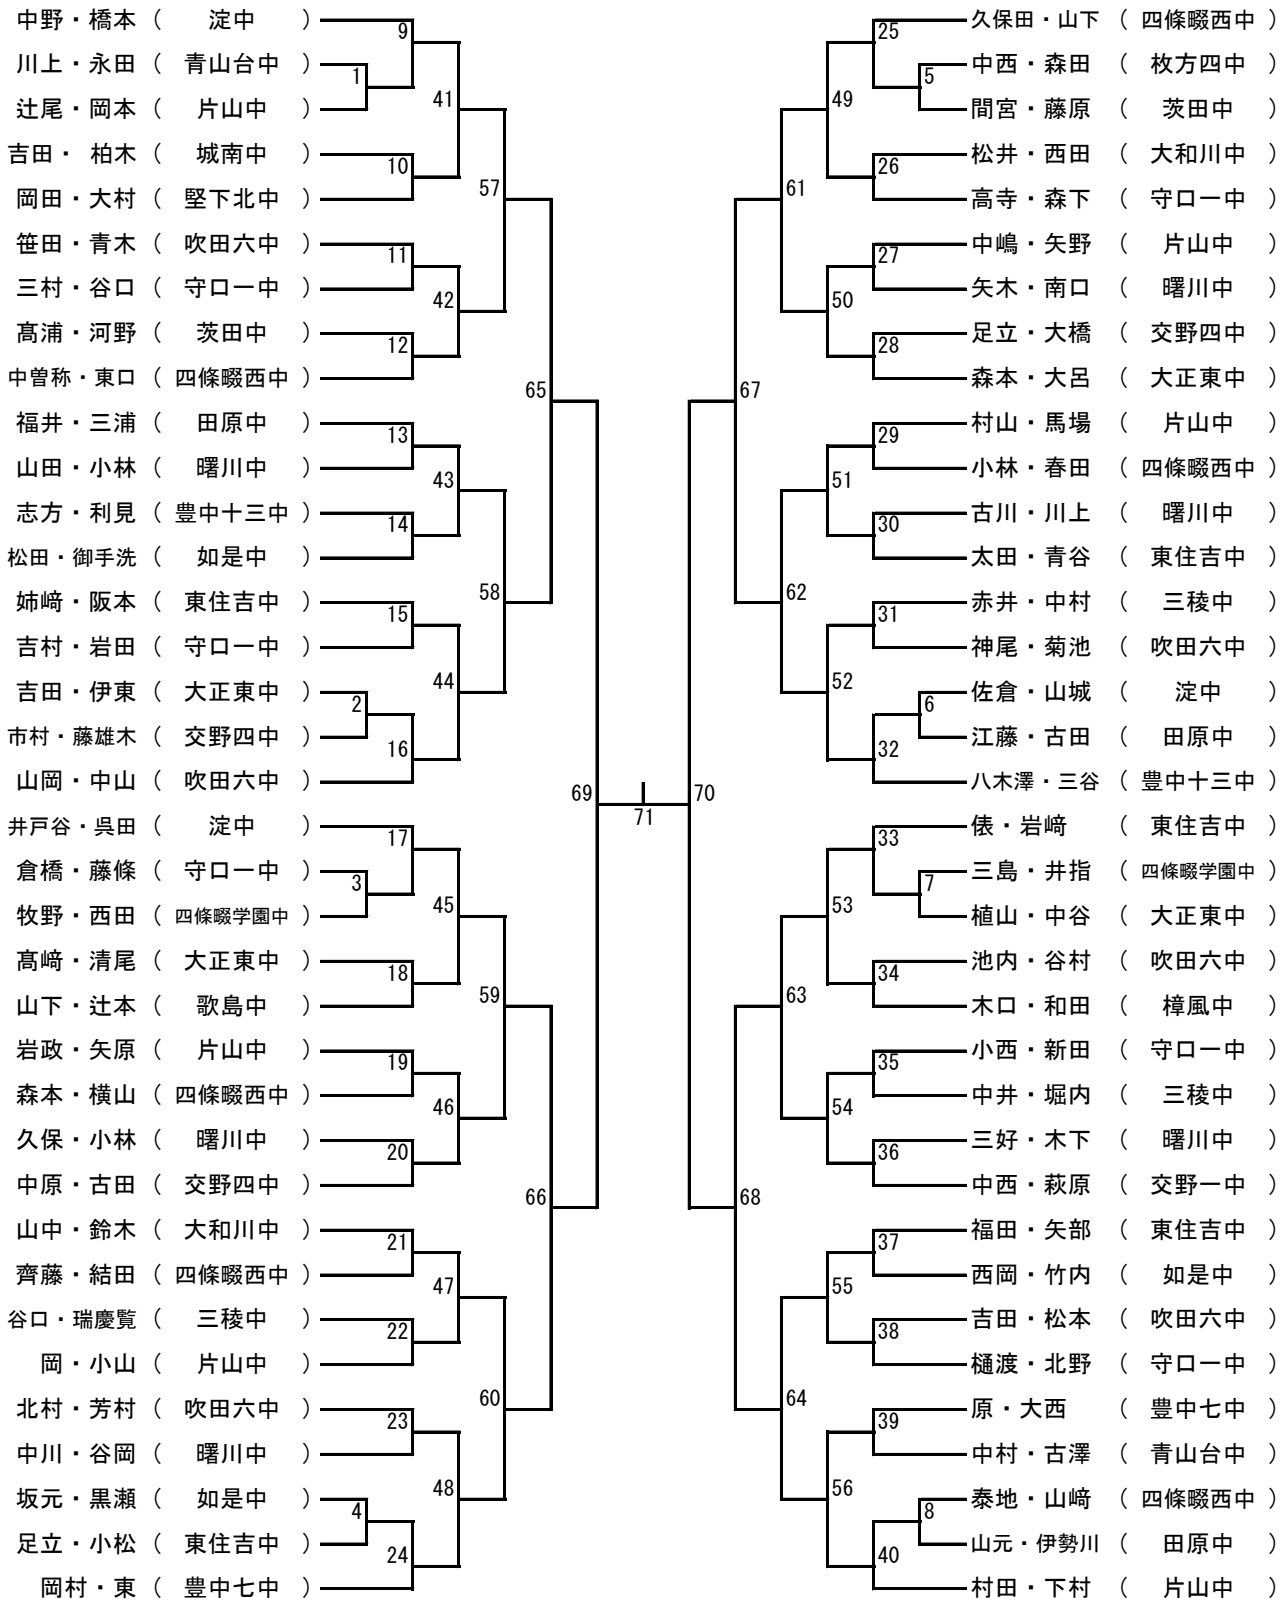 中野・橋本 （ 淀中 ）
川上・永田 （ 青山台中 ）
辻尾・岡本 （ 片山中 ）
吉田・ 柏木 （ 城南中 ）
岡田・大村 （ 堅下北中 ）
笹田・青木 （ 吹田六中 ）
三村・谷口 （ 守口一中 ）
髙浦・河野 （ 茨田中 ）
中曽称・東口 （ 四條畷西中 ）
福井・三浦 （ 田原中 ）
山田・小林 （ 曙川中 ）
志方・利見 （ 豊中十三中 ）
松田・御手洗 （ 如是中 ）
姉﨑・阪本 （ 東住吉中 ）
吉村・岩田 （ 守口一中 ）
吉田・伊東 （ 大正東中 ）
市村・藤雄木 （ 交野四中 ）
山岡・中山 （ 吹田六中 ）
井戸谷・呉田 （ 淀中 ）
倉橋・藤條 （ 守口一中 ）
牧野・西田 （ 四條畷学園中 ）
髙﨑・清尾 （ 大正東中 ）
山下・辻本 （ 歌島中 ）
岩政・矢原 （ 片山中 ）
森本・横山 （ 四條畷西中 ）
久保・小林 （ 曙川中 ）
中原・古田 （ 交野四中 ）
山中・鈴木 （ 大和川中 ）
齊藤・結田 （ 四條畷西中 ）
谷口・瑞慶覧 （ 三稜中 ）
岡・小山 （ 片山中 ）
北村・芳村 （ 吹田六中 ）
中川・谷岡 （ 曙川中 ）
坂元・黒瀬 （ 如是中 ）
足立・小松 （ 東住吉中 ）
岡村・東 （ 豊中七中 ）
1
2
3
4
9
10
11
12
13
14
15
16
17
18
19
20
21
22
23
24
41
42
43
44
45
46
47
48
57
58
59
60
65
66
69
71
70
67
68
61
62
63
64
49
50
51
52
53
54
55
56
25
26
27
28
29
30
31
32
33
34
35
36
37
38
39
40
5
6
7
8
久保田・山下 （ 四條畷西中 ）
中西・森田 （ 枚方四中 ）
間宮・藤原 （ 茨田中 ）
松井・西田 （ 大和川中 ）
高寺・森下 （ 守口一中 ）
中嶋・矢野 （ 片山中 ）
矢木・南口 （ 曙川中 ）
足立・大橋 （ 交野四中 ）
森本・大呂 （ 大正東中 ）
村山・馬場 （ 片山中 ）
小林・春田 （ 四條畷西中 ）
古川・川上 （ 曙川中 ）
太田・青谷 （ 東住吉中 ）
赤井・中村 （ 三稜中 ）
神尾・菊池 （ 吹田六中 ）
佐倉・山城 （ 淀中 ）
江藤・古田 （ 田原中 ）
八木澤・三谷 （ 豊中十三中 ）
俵・岩﨑 （ 東住吉中 ）
三島・井指 （ 四條畷学園中 ）
植山・中谷 （ 大正東中 ）
池内・谷村 （ 吹田六中 ）
木口・和田 （ 樟風中 ）
小西・新田 （ 守口一中 ）
中井・堀内 （ 三稜中 ）
三好・木下 （ 曙川中 ）
中西・萩原 （ 交野一中 ）
福田・矢部 （ 東住吉中 ）
西岡・竹内 （ 如是中 ）
吉田・松本 （ 吹田六中 ）
樋渡・北野 （ 守口一中 ）
原・大西 （ 豊中七中 ）
中村・古澤 （ 青山台中 ）
泰地・山﨑 （ 四條畷西中 ）
山元・伊勢川 （ 田原中 ）
村田・下村 （ 片山中 ）